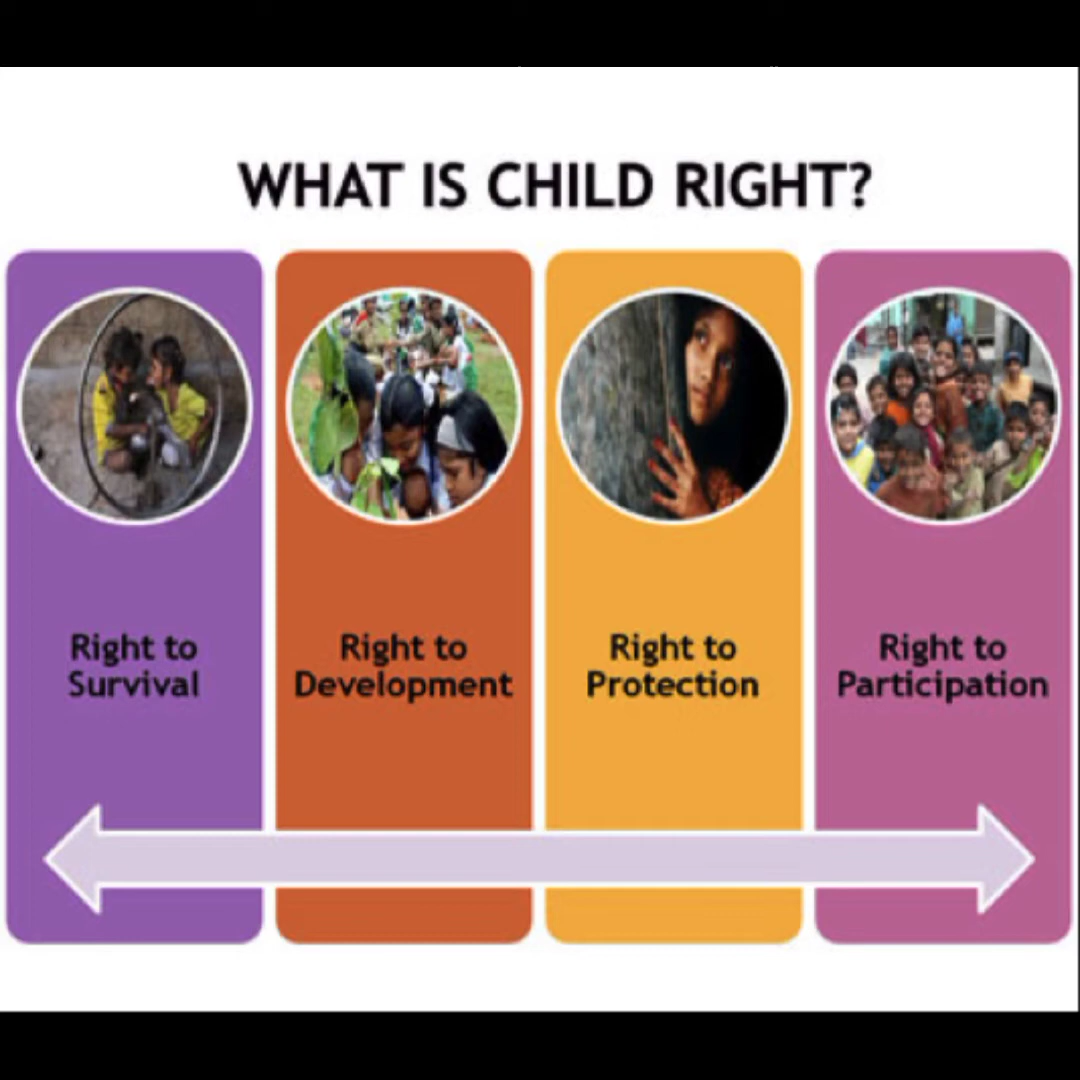 WHAT IS CHILD RIGHT?
Right to
Survival
Right to
Development
Right to
Protection
Right to
Participation